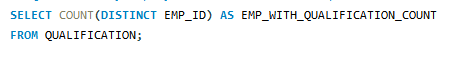 SELECT COUNT(DISTINCT EMP_ID) AS EMP_WITH_QUALIFICATION_COUNT
FROM QUALIFICATION;